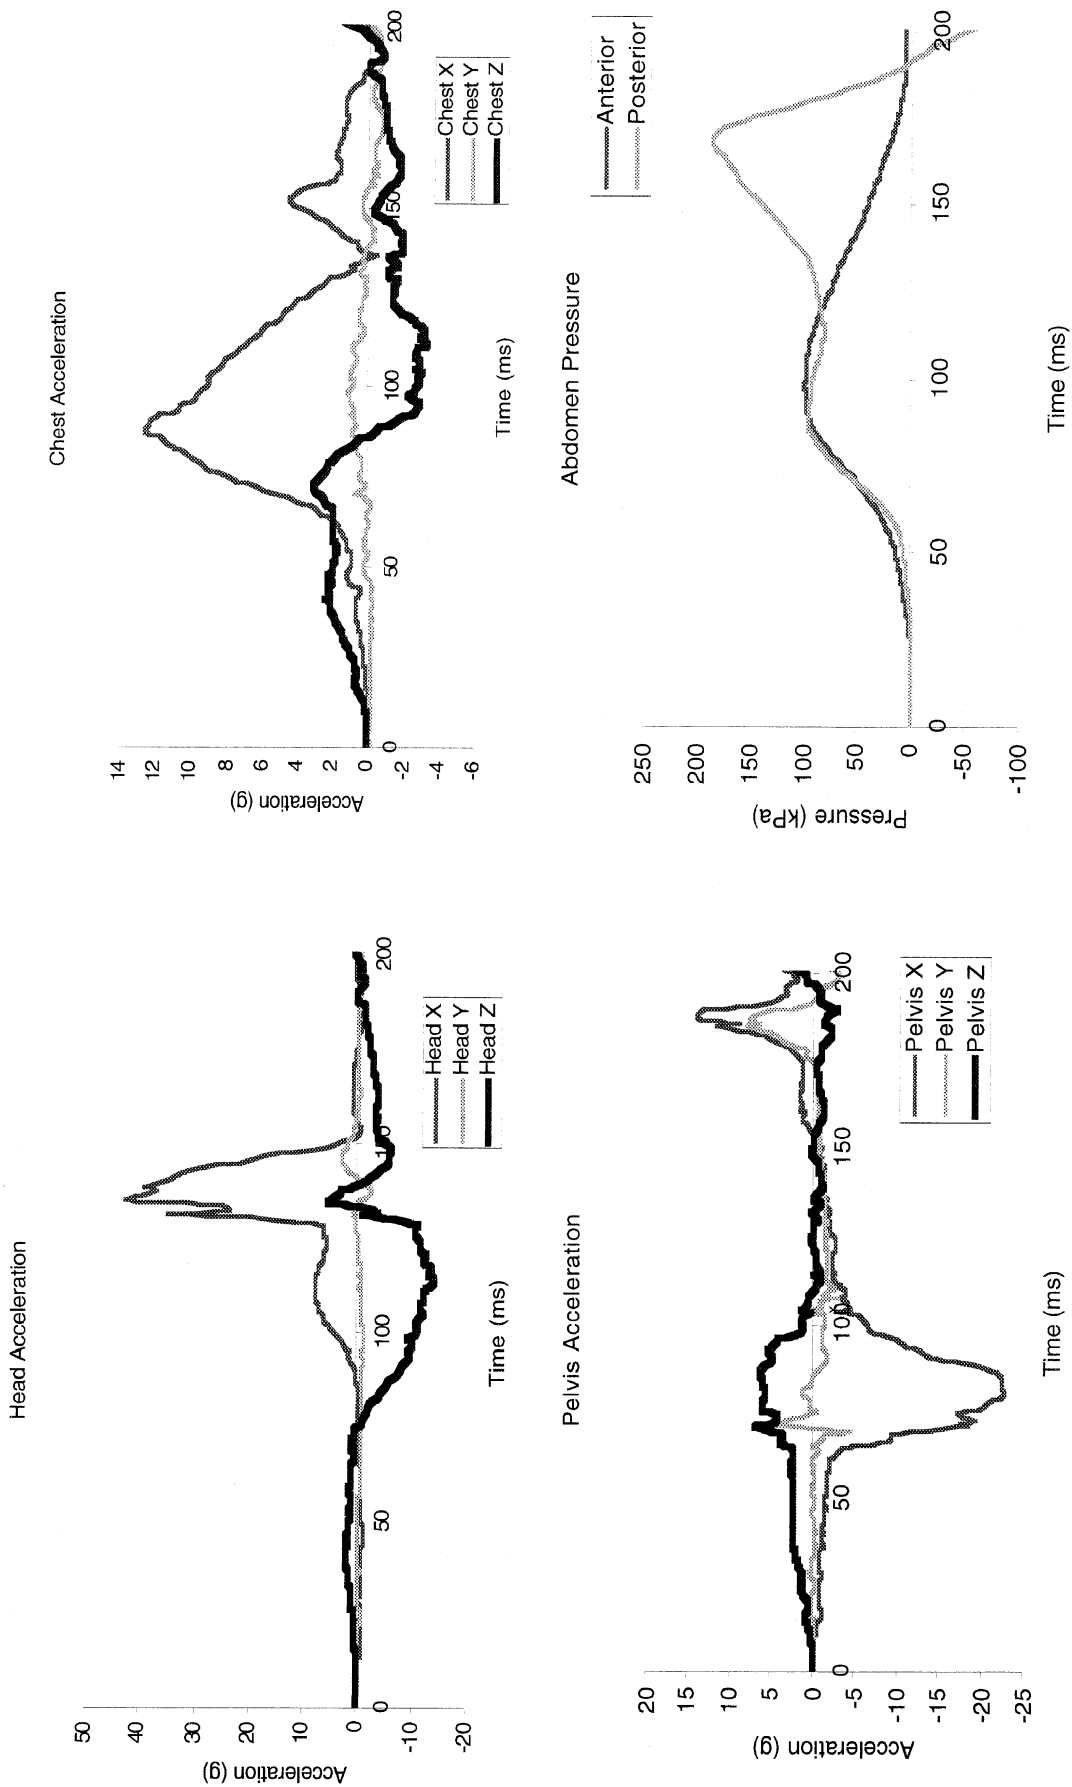 Head Acceleration
50
40
30
20
10
0
-10
-20
Acceleration (g)
0
50
100
150
200
Time (ms)
Head X
Head Y
Head Z
Chest Acceleration
14
12
10
8
6
4
2
0
-2
-4
-6
Acceleration (g)
0
50
100
150
200
Time (ms)
Chest X
Chest Y
Chest Z
Pelvis Acceleration
20
15
10
5
0
-5
-10
-15
-20
-25
Acceleration (g)
0
50
100
150
200
Time (ms)
Pelvis X
Pelvis Y
Pelvis Z
Abdomen Pressure
250
200
150
100
50
0
-50
-100
Pressure (kPa)
0
50
100
150
200
Time (ms)
Anterior
Posterior